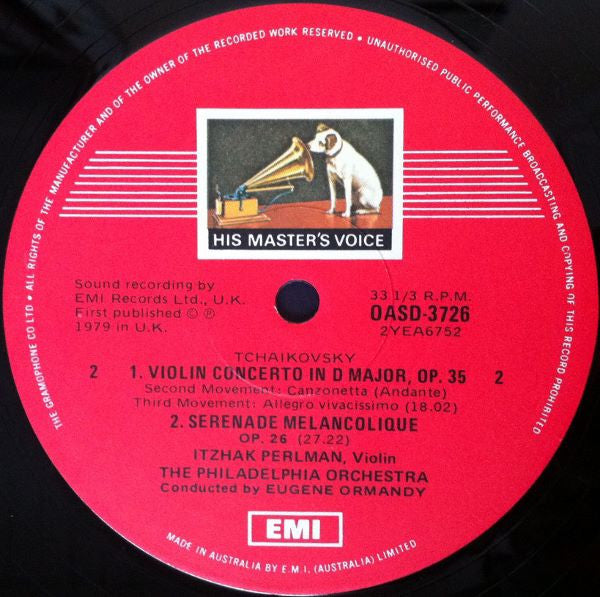 THE GRAMOPHONE CO LTD • ALL RIGHTS OF THE MANUFACTURER AND OF THE OWNER OF THE RECORDED WORK RESERVED • UNAUTHORISED PUBLIC PERFORMANCE BROADCASTING AND COPYING OF THIS RECORD PROHIBITED
HIS MASTER'S VOICE
Sound recording by
EMI Records Ltd., U.K.
First published © ℗
1979 in U.K.
33 1/3 R.P.M.
OASD-3726
2YEA6752
TCHAIKOVSKY
2 1. VIOLIN CONCERTO IN D MAJOR, OP. 35 2
Second Movement: Canzonetta (Andante)
Third Movement: Allegro vivacissimo (18.02)
2. SERENADE MELANCOLIQUE
OP. 26 (27.22)
ITZHAK PERLMAN, Violin
THE PHILADELPHIA ORCHESTRA
Conducted by EUGENE ORMANDY
EMI
MADE IN AUSTRALIA BY E.M.I. (AUSTRALIA) LIMITED